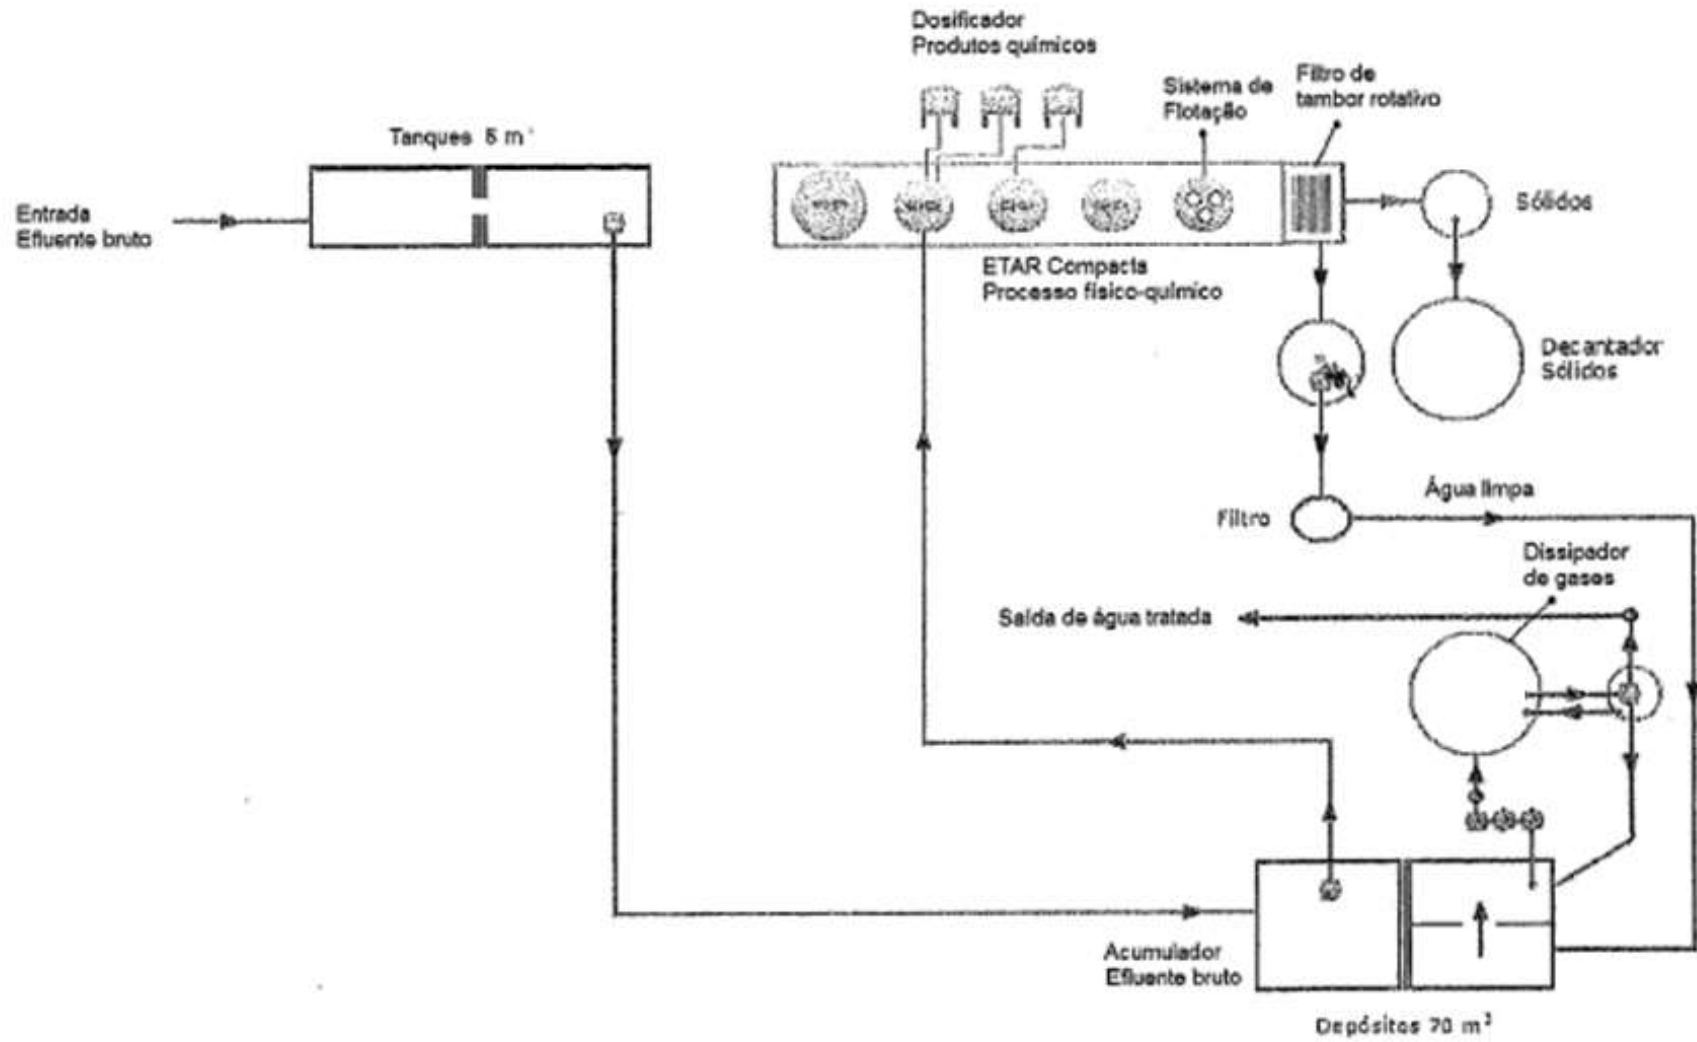 Dosificador
Produtos químicos
Sistema de
Flotação
Filtro de
tambor rotativo
Tanques 5 m
Entrada
Efluente bruto
Sólidos
ETAR Compacta
Processo físico-químico
Decantador
Sólidos
Água limpa
Filtro
Dissipador
de gases
Saída de água tratada
Acumulador
Efluente bruto
Depósitos 70 m³